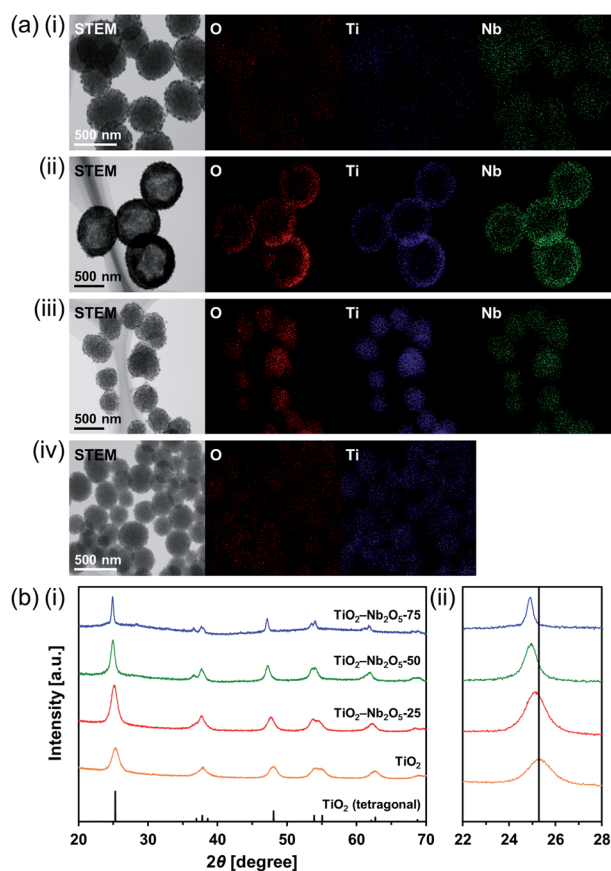 (a) (i) STEM O Ti Nb
500 nm
(ii) STEM O Ti Nb
500 nm
(iii) STEM O Ti Nb
500 nm
(iv) STEM O Ti
500 nm
(b) (i) (ii)
TiO₂–Nb₂O₅-75
TiO₂–Nb₂O₅-50
TiO₂–Nb₂O₅-25
TiO₂
TiO₂ (tetragonal)
Intensity [a.u.]
20 30 40 50 60 70 22 24 26 28
2θ [degree]